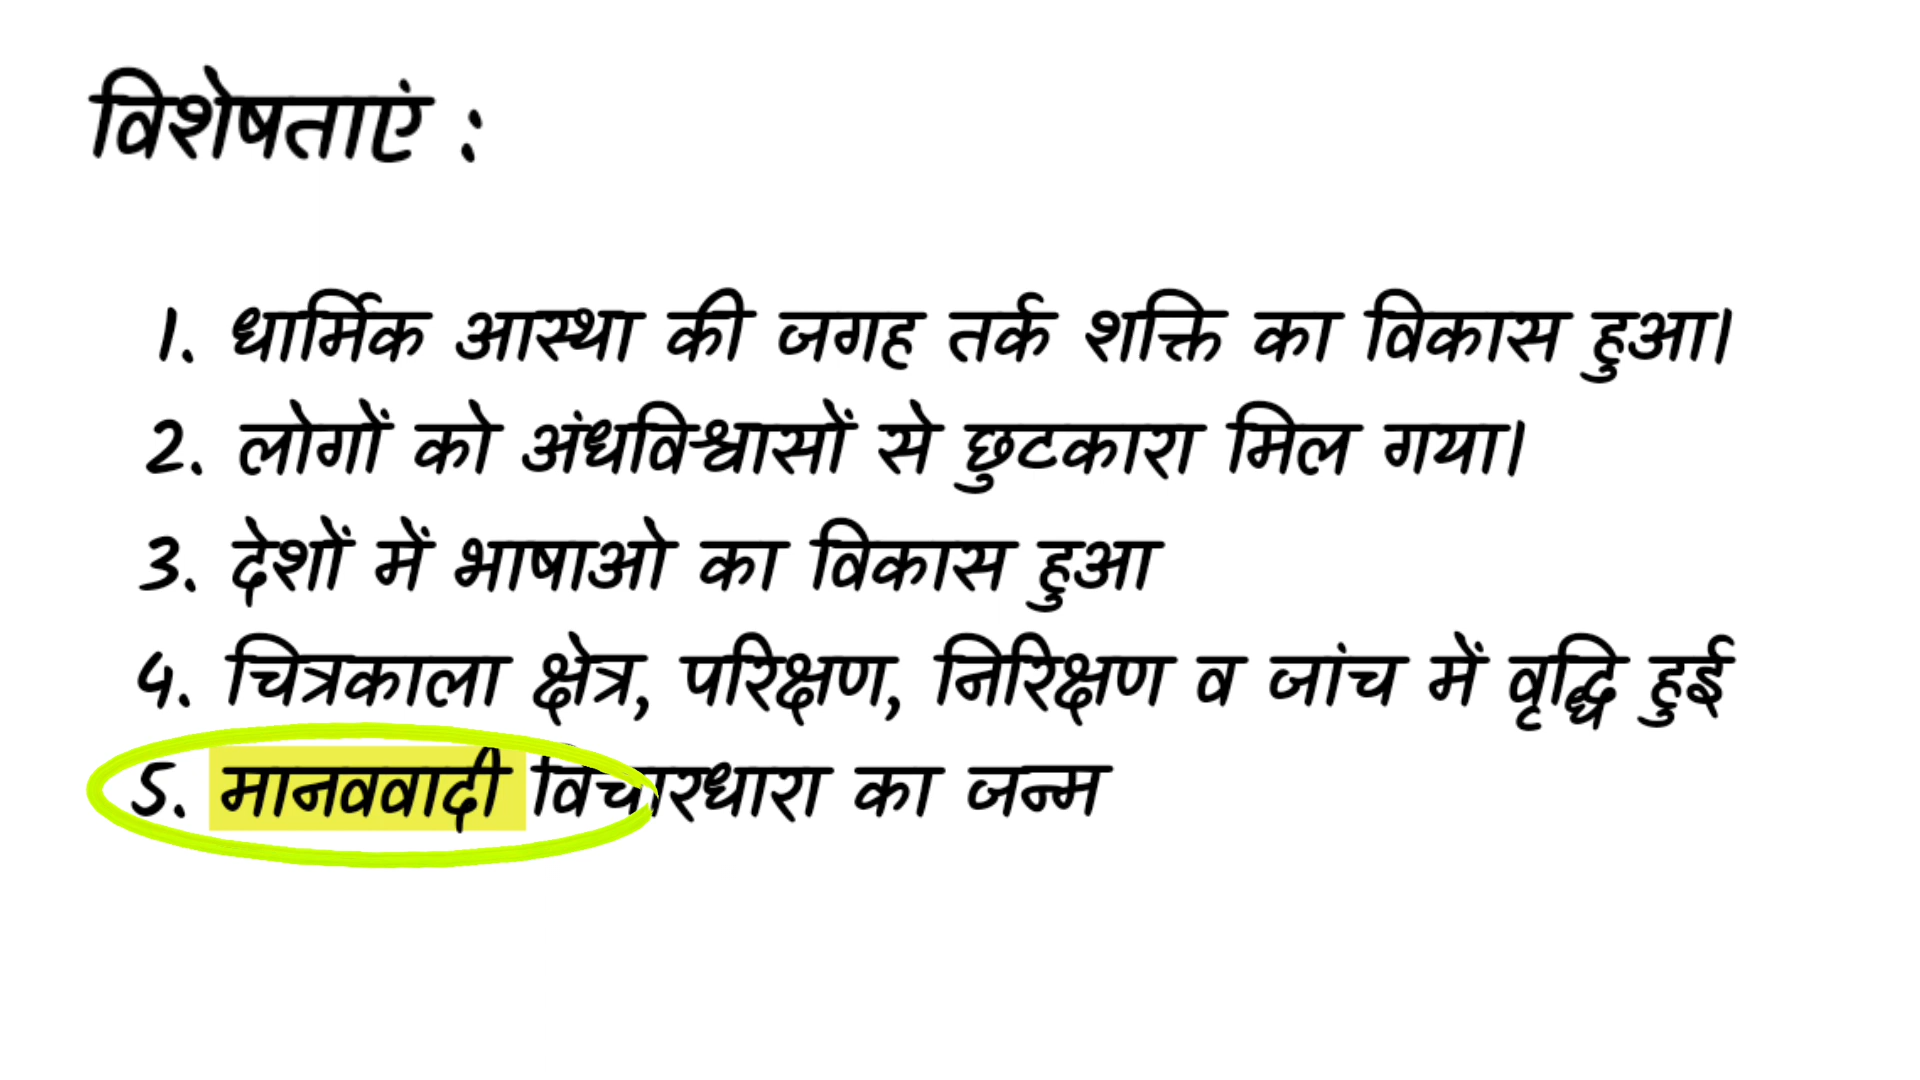 विशेषताएं :
1. धार्मिक आस्था की जगह तर्क शक्ति का विकास हुआ।
2. लोगों को अंधविश्वासों से छुटकारा मिल गया।
3. देशों में भाषाओ का विकास हुआ
4. चित्रकाला क्षेत्र, परिक्षण, निरिक्षण व जांच में वृद्धि हुई
5. मानववादी विचारधारा का जन्म